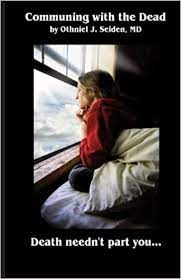 Communing with the Dead
by Othniel J. Seiden, MD
Death needn't part you...